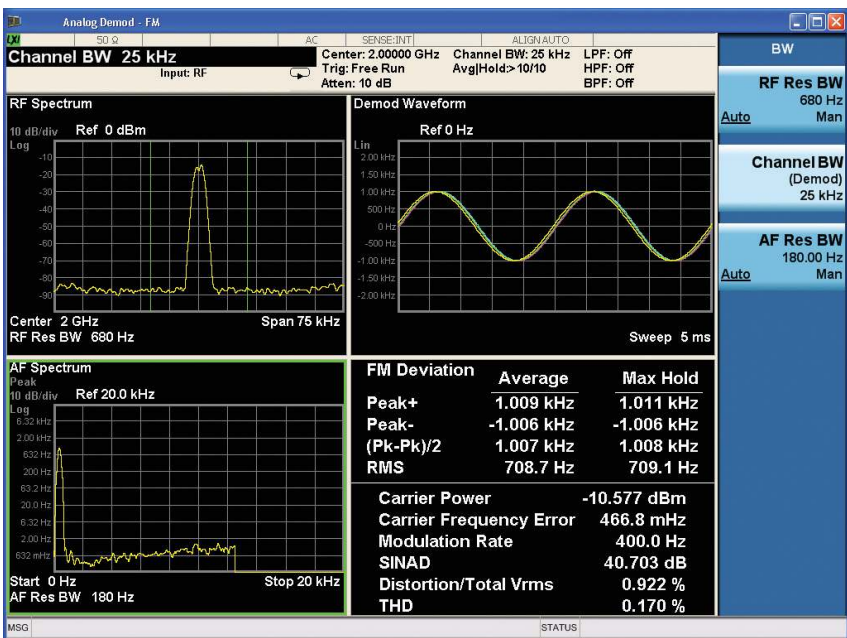 Analog Demod - FM
LXI 50 Ω AC SENSE:INT ALIGN AUTO
Channel BW 25 kHz
Input: RF
Center: 2.00000 GHz Channel BW: 25 kHz LPF: Off
Trig: Free Run Avg|Hold:>10/10 HPF: Off
Atten: 10 dB BPF: Off
RF Spectrum
10 dB/div Ref 0 dBm
Log
-10
-20
-30
-40
-50
-60
-70
-80
-90
Center 2 GHz Span 75 kHz
RF Res BW 680 Hz
Demod Waveform
Ref 0 Hz
Lin
2.00 kHz
1.50 kHz
1.00 kHz
500 Hz
0 Hz
-500 Hz
-1.00 kHz
-1.50 kHz
-2.00 kHz
Sweep 5 ms
AF Spectrum
Peak
10 dB/div Ref 20.0 kHz
Log
6.32 kHz
2.00 kHz
632 Hz
200 Hz
63.2 Hz
20.0 Hz
6.32 Hz
2.00 Hz
632 mHz
Start 0 Hz Stop 20 kHz
AF Res BW 180 Hz
FM Deviation Average Max Hold
Peak+ 1.009 kHz 1.011 kHz
Peak- -1.006 kHz -1.006 kHz
(Pk-Pk)/2 1.007 kHz 1.008 kHz
RMS 708.7 Hz 709.1 Hz
Carrier Power -10.577 dBm
Carrier Frequency Error 466.8 mHz
Modulation Rate 400.0 Hz
SINAD 40.703 dB
Distortion/Total Vrms 0.922 %
THD 0.170 %
BW
RF Res BW
680 Hz
Auto Man
Channel BW
(Demod)
25 kHz
AF Res BW
180.00 Hz
Auto Man
MSG STATUS